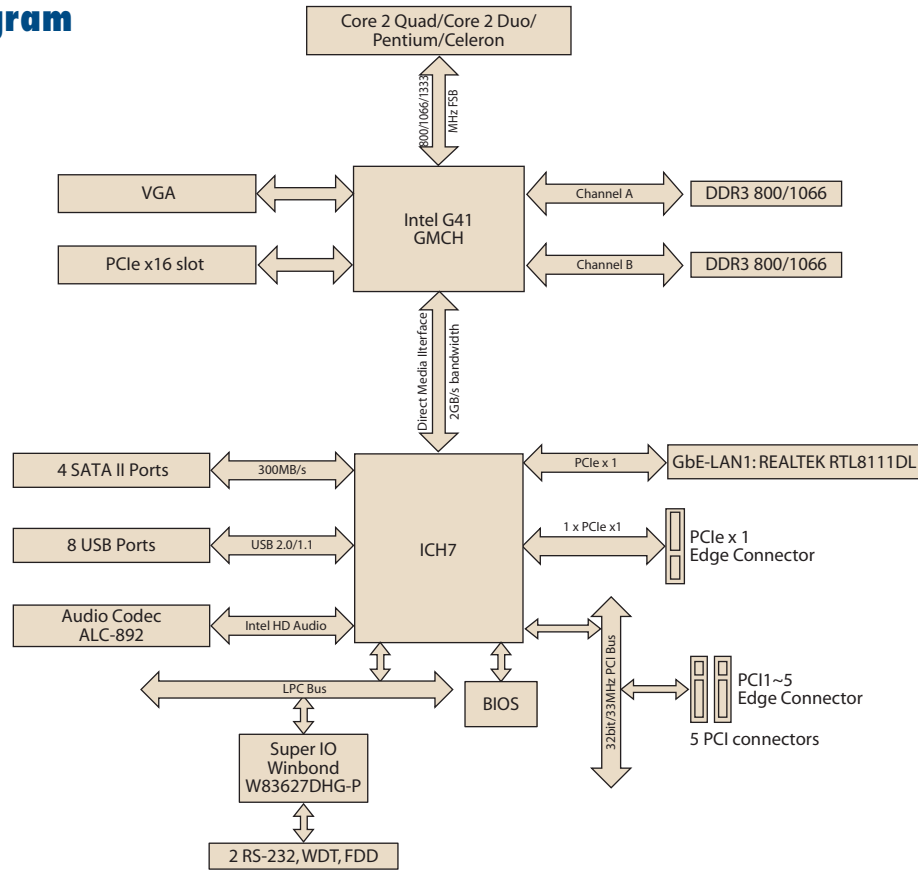 gram
Core 2 Quad/Core 2 Duo/
Pentium/Celeron
800/1066/1333
MHz FSB
VGA
PCIe x16 slot
Intel G41
GMCH
Channel A
DDR3 800/1066
Channel B
DDR3 800/1066
Direct Media IIterface
2GB/s bandwidth
4 SATA II Ports
300MB/s
8 USB Ports
USB 2.0/1.1
Audio Codec
ALC-892
Intel HD Audio
ICH7
PCIe x 1
GbE-LAN1: REALTEK RTL8111DL
1 x PCIe x1
PCIe x 1
Edge Connector
32bit/33MHz PCI Bus
PCI1~5
Edge Connector
5 PCI connectors
LPC Bus
BIOS
Super IO
Winbond
W83627DHG-P
2 RS-232, WDT, FDD